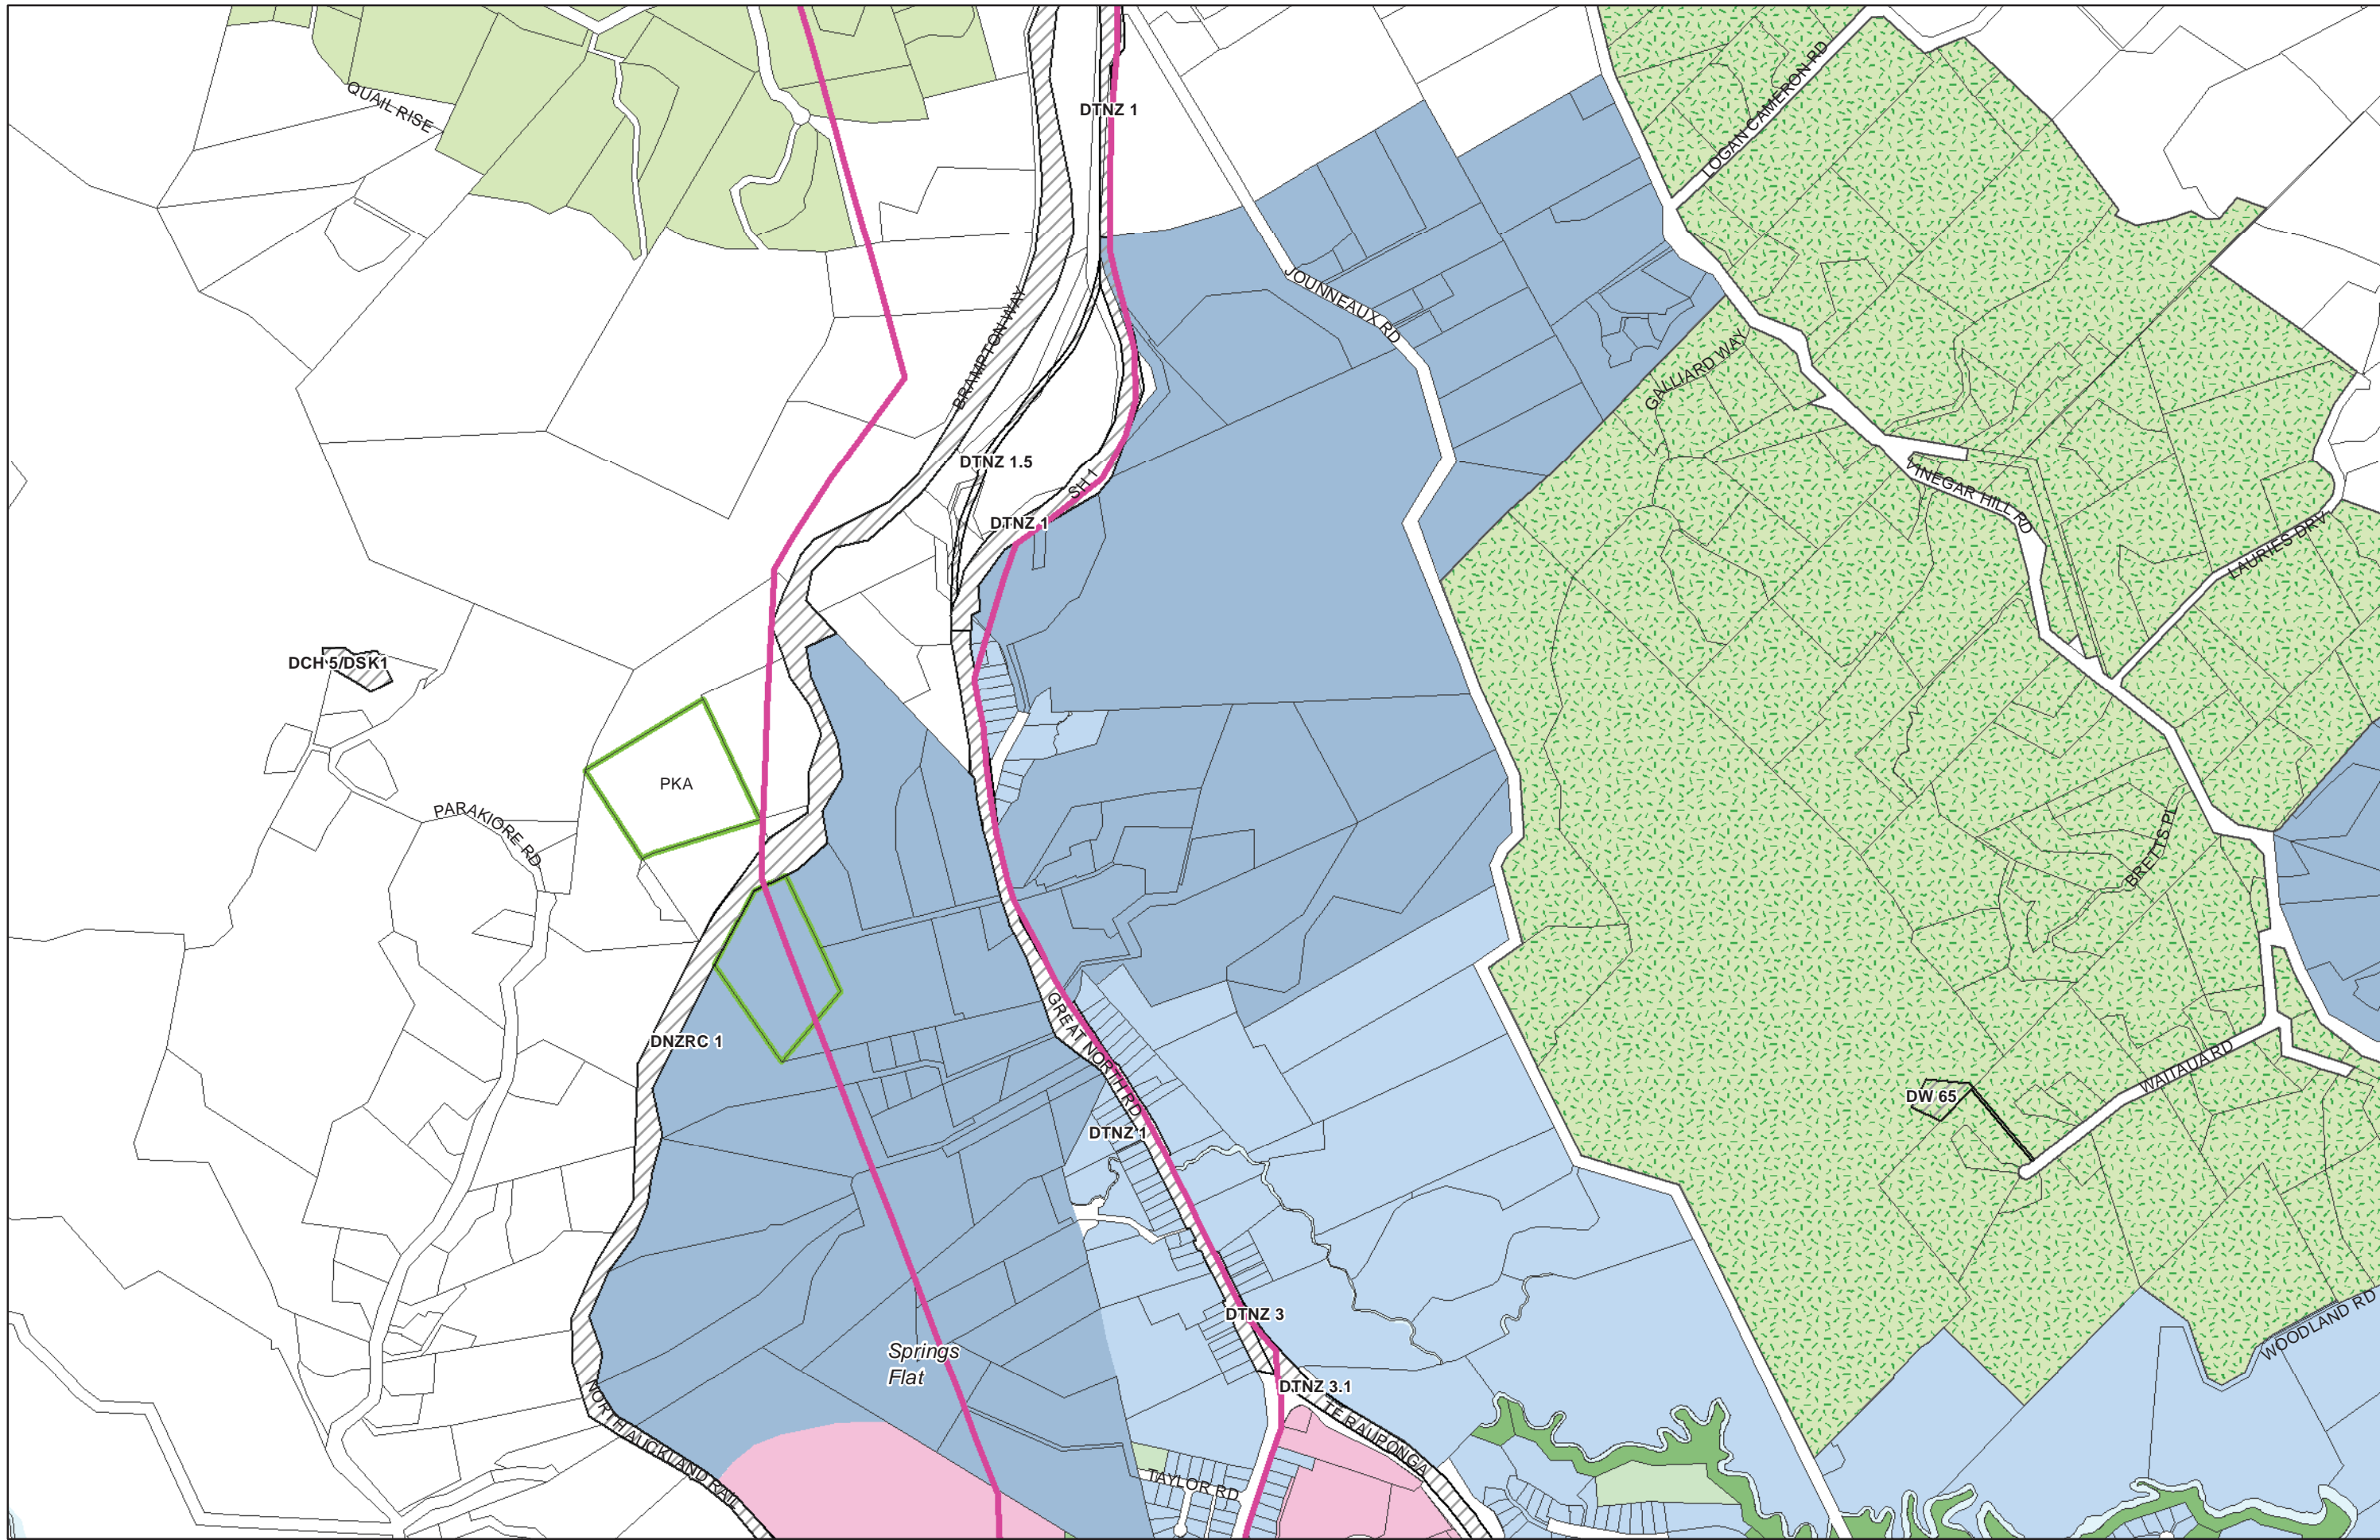 QUAIL RISE
DTNZ 1
LOGAN CAMERON RD
JOUNNEAUX RD
BRAMPTON WAY
GALLIARD WAY
DTNZ 1.5
SH 1
DTNZ 1
VINEGAR HILL RD
LAURIES DRV
DCH 5/DSK1
PKA
PARAKIORE RD
BRETTS PL
DNZRC 1
GREAT NORTH RD
WAITAUA RD
DW 65
DTNZ 1
DTNZ 3
WOODLAND RD
Springs
Flat
DTNZ 3.1
TE RAUPONGA
NORTH AUCKLAND RAIL
TAYLOR RD